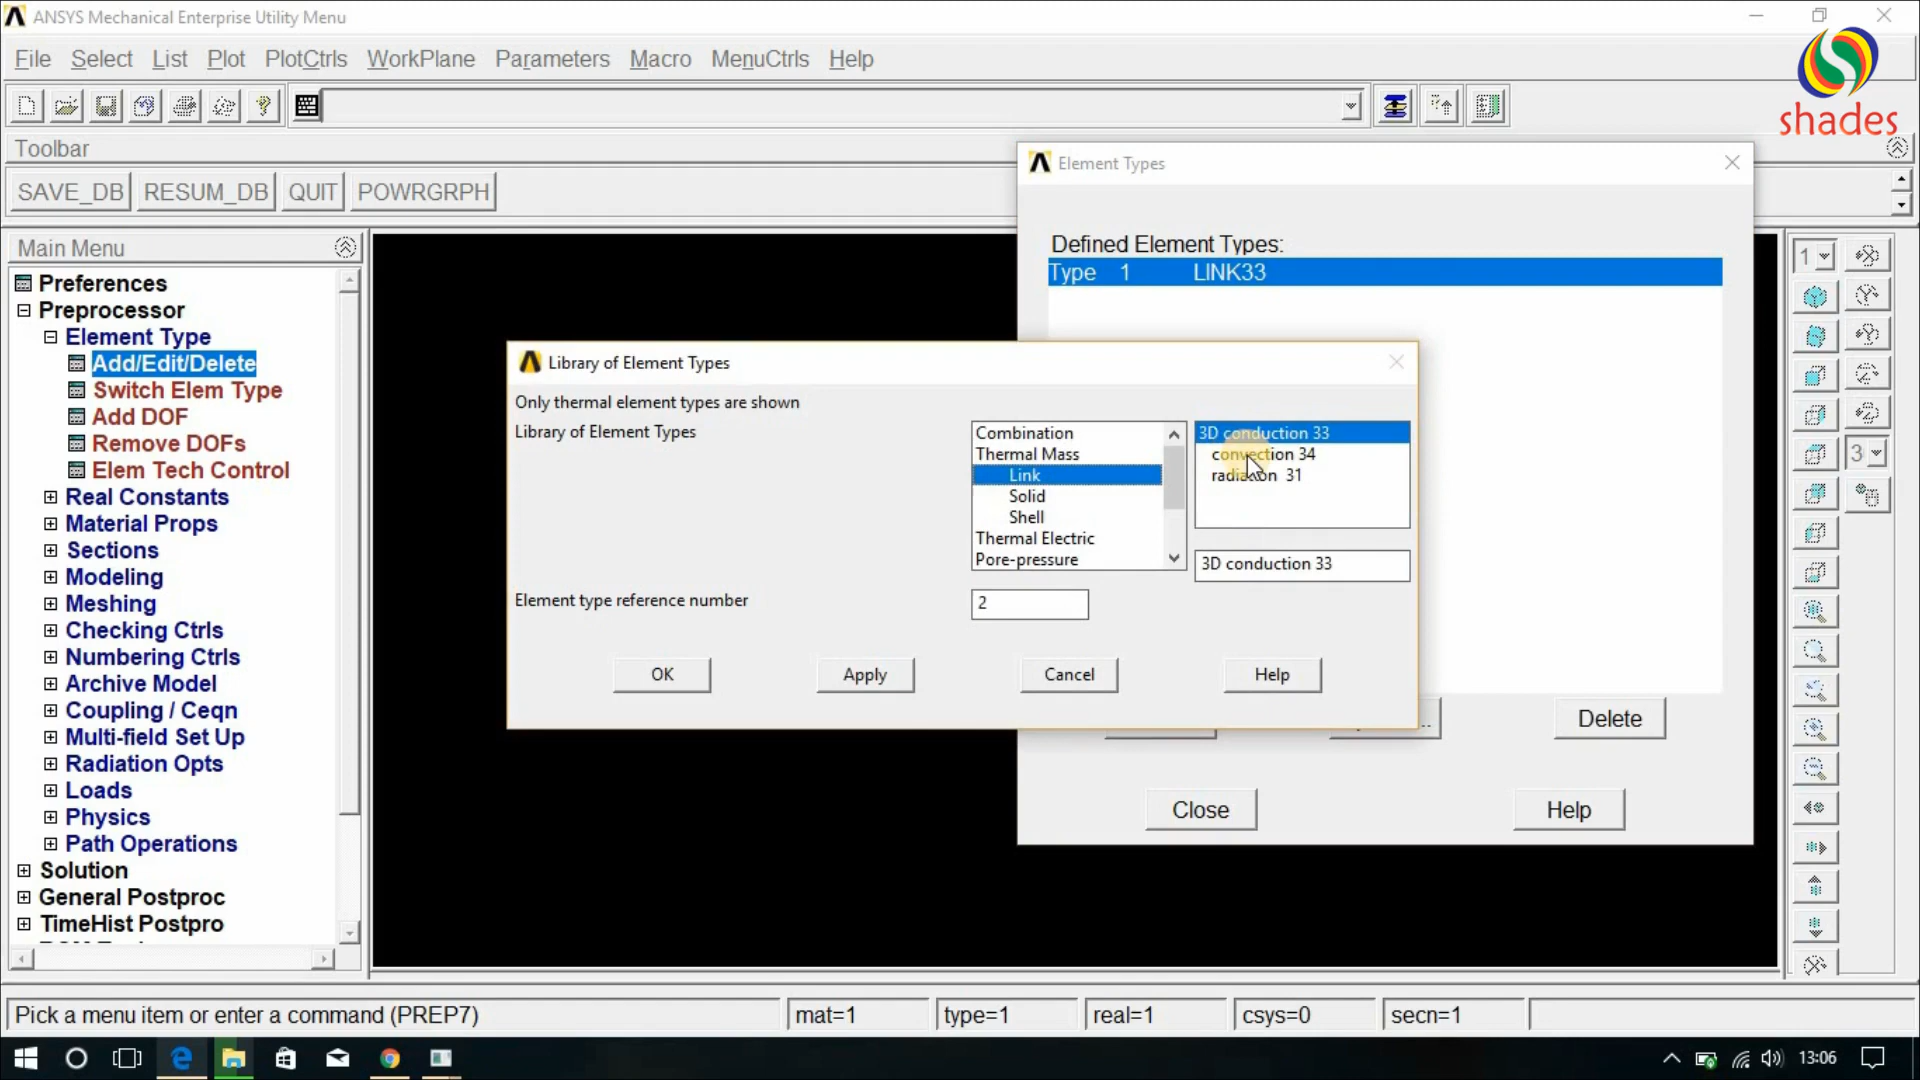 ANSYS Mechanical Enterprise Utility Menu
File Select List Plot PlotCtrls WorkPlane Parameters Macro MenuCtrls Help
shades
Toolbar
SAVE_DB RESUM_DB QUIT POWRGRPH
Main Menu
Preferences
Preprocessor
Element Type
Add/Edit/Delete
Switch Elem Type
Add DOF
Remove DOFs
Elem Tech Control
Real Constants
Material Props
Sections
Modeling
Meshing
Checking Ctrls
Numbering Ctrls
Archive Model
Coupling / Ceqn
Multi-field Set Up
Radiation Opts
Loads
Physics
Path Operations
Solution
General Postproc
TimeHist Postpro
Element Types
Defined Element Types:
Type 1 LINK33
Library of Element Types
Only thermal element types are shown
Library of Element Types
Combination
Thermal Mass
Link
Solid
Shell
Thermal Electric
Pore-pressure
3D conduction 33
convection 34
radiation 31
3D conduction 33
Element type reference number
2
OK Apply Cancel Help
Delete
Close Help
1
3
Pick a menu item or enter a command (PREP7) mat=1 type=1 real=1 csys=0 secn=1
13:06